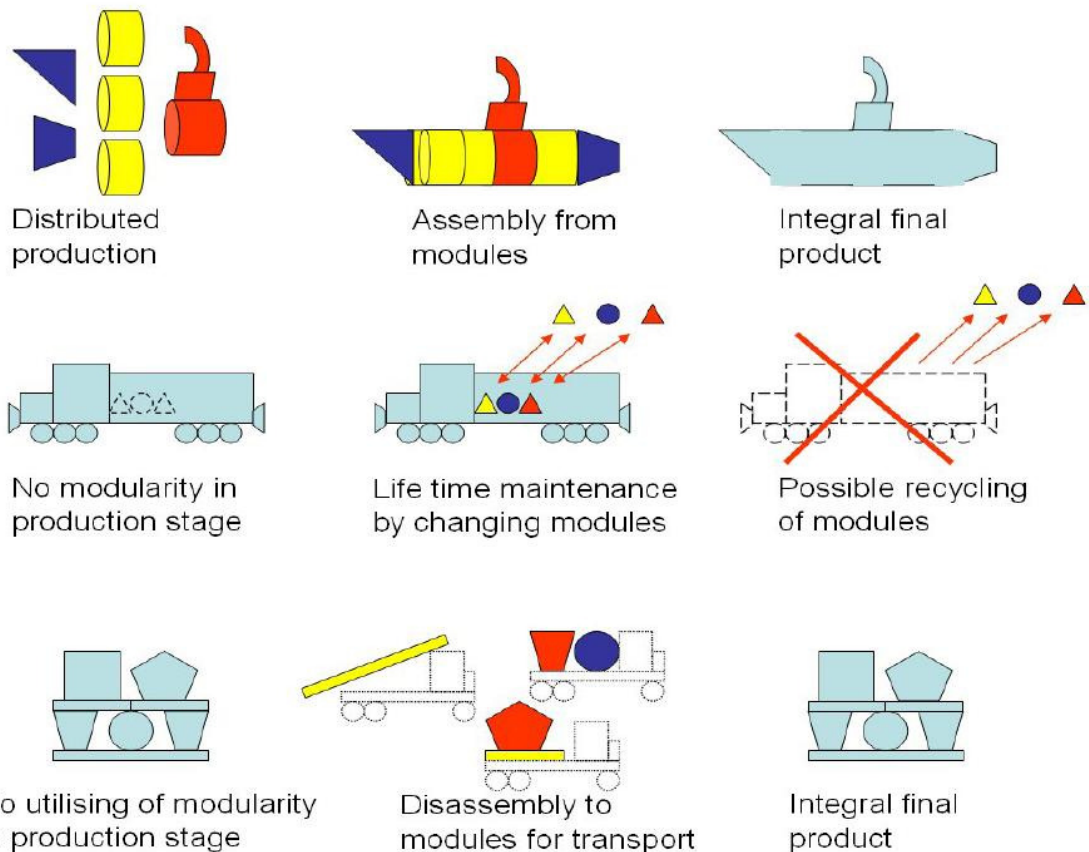 Distributed
production
Assembly from
modules
Integral final
product
No modularity in
production stage
Life time maintenance
by changing modules
Possible recycling
of modules
o utilising of modularity
production stage
Disassembly to
modules for transport
Integral final
product